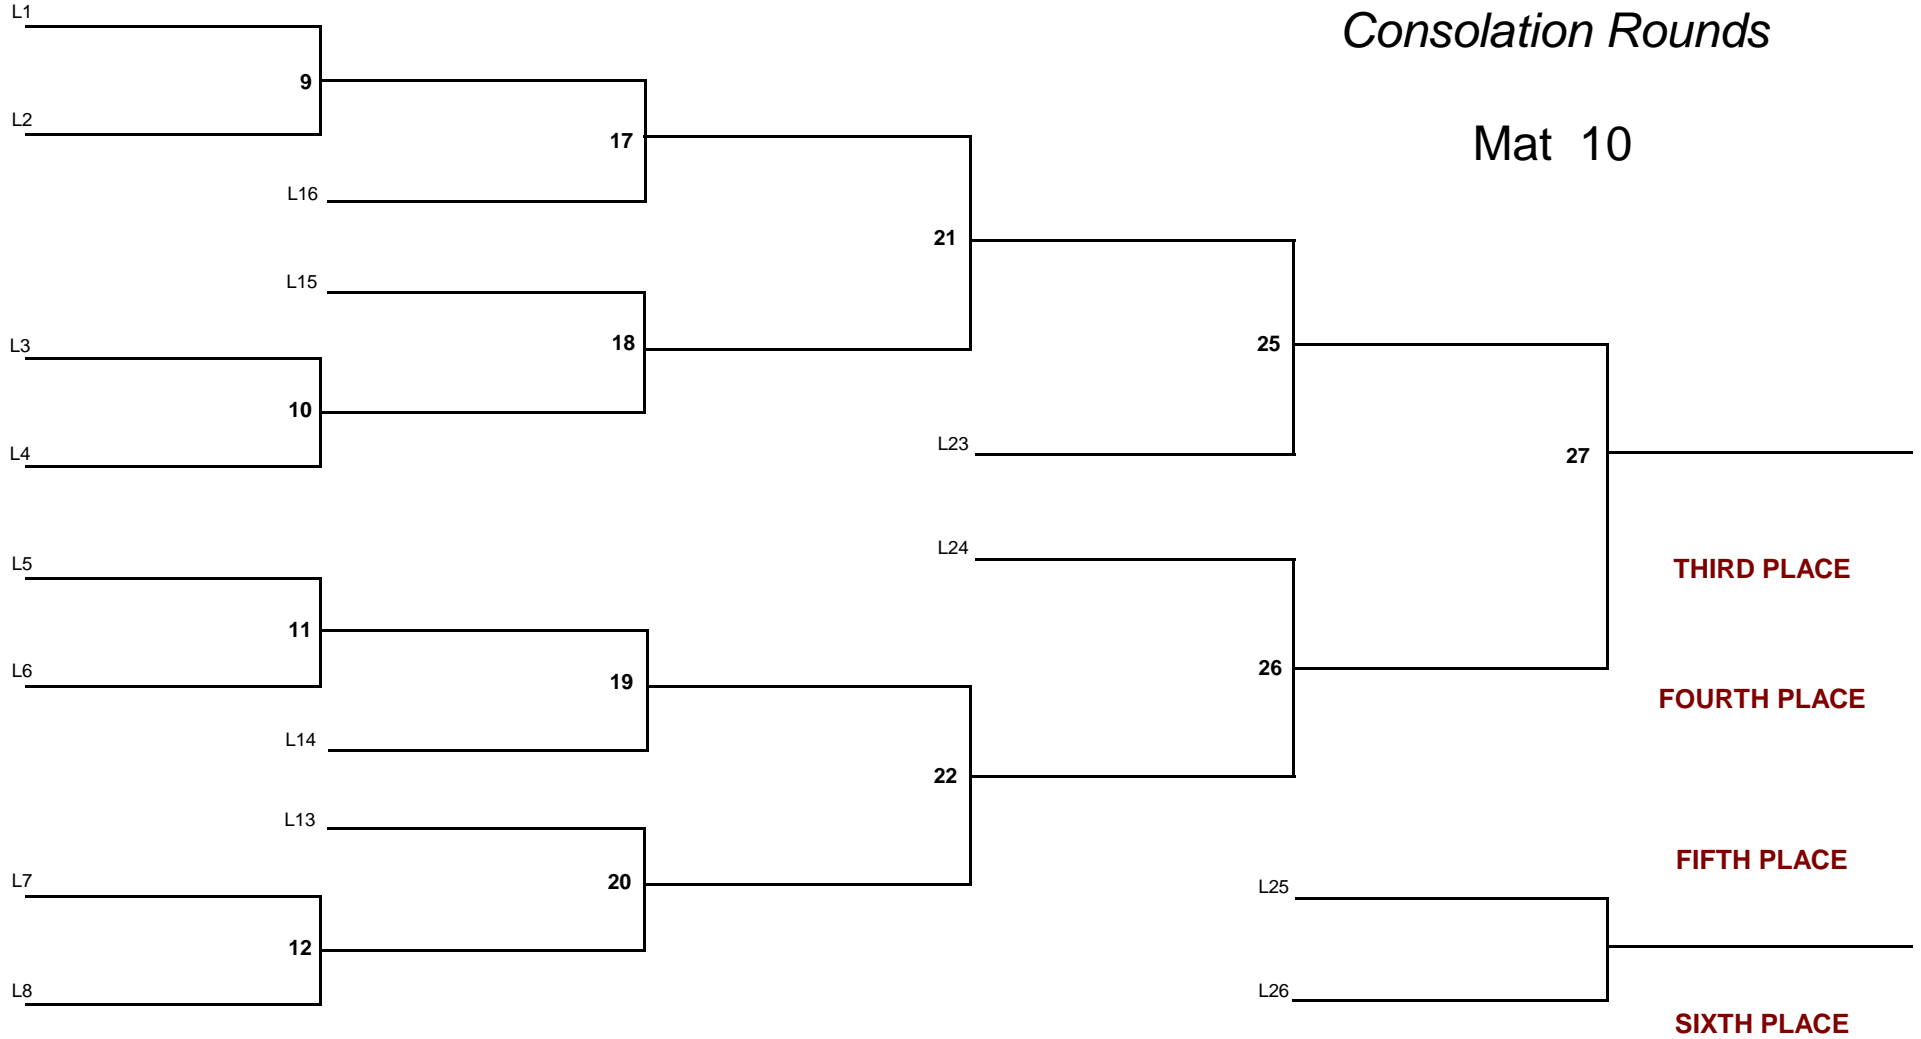 L1
Consolation Rounds
9
L2
Mat 10
17
L16
21
L15
L3
18
25
10
L4
L23
27
L5
L24
THIRD PLACE
11
L6
19
26
FOURTH PLACE
L14
22
L13
FIFTH PLACE
L7
20
L25
12
L8
L26
SIXTH PLACE